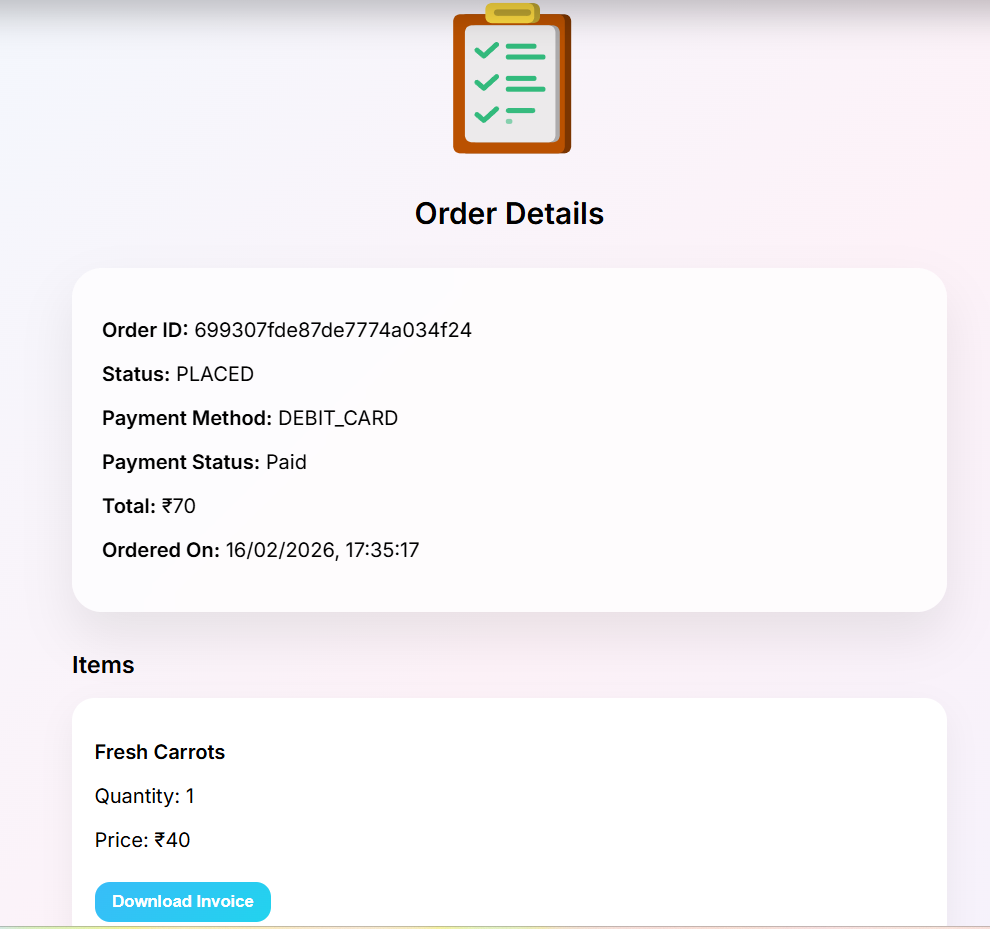 Order Details
Order ID: 699307fde87de7774a034f24
Status: PLACED
Payment Method: DEBIT_CARD
Payment Status: Paid
Total: ₹70
Ordered On: 16/02/2026, 17:35:17
Items
Fresh Carrots
Quantity: 1
Price: ₹40
Download Invoice